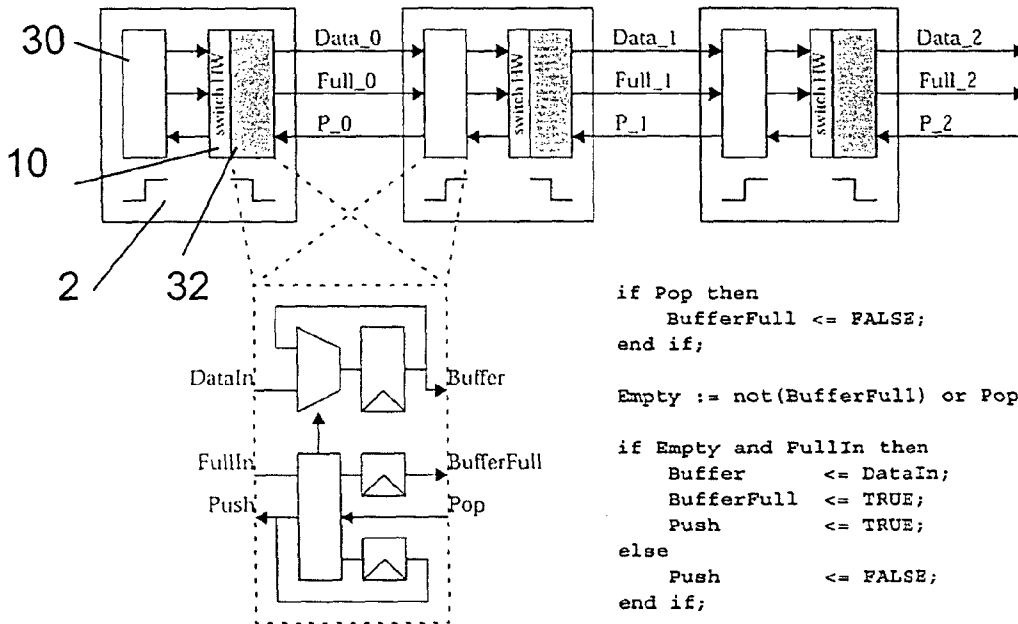 30
switch HW
Data_0
Full_0
P_0
switch HW
Data_1
Full_1
P_1
switch HW
Data_2
Full_2
P_2
10
2
32
DataIn
Buffer
FullIn
BufferFull
Push
Pop
if Pop then
BufferFull <= FALSE;
end if;
Empty := not(BufferFull) or Pop
if Empty and FullIn then
Buffer <= DataIn;
BufferFull <= TRUE;
Push <= TRUE;
else
Push <= FALSE;
end if;